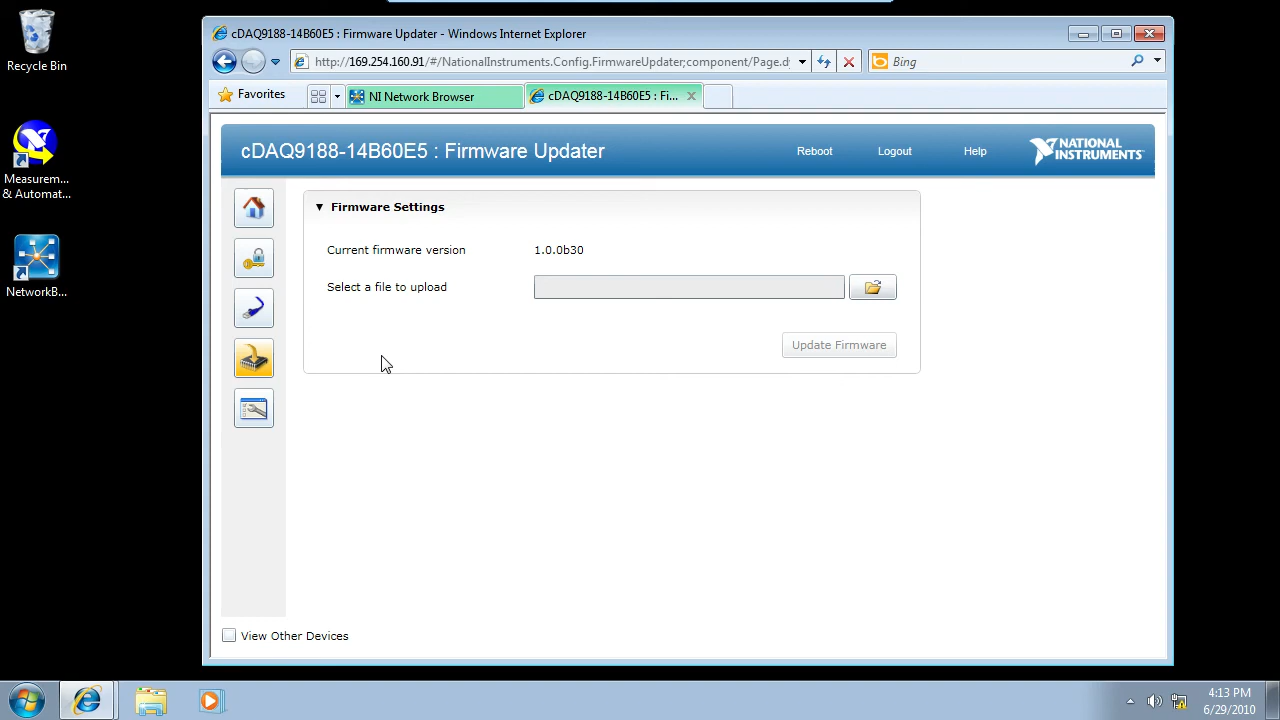 Recycle Bin
Measurem...
& Automat...
NetworkB...
cDAQ9188-14B60E5 : Firmware Updater - Windows Internet Explorer
http://169.254.160.91/#/NationalInstruments.Config.FirmwareUpdater;component/Page.d
Bing
Favorites
NI Network Browser
cDAQ9188-14B60E5 : Fi...
cDAQ9188-14B60E5 : Firmware Updater
Reboot
Logout
Help
NATIONAL
INSTRUMENTS
Firmware Settings
Current firmware version
1.0.0b30
Select a file to upload
Update Firmware
View Other Devices
4:13 PM
6/29/2010